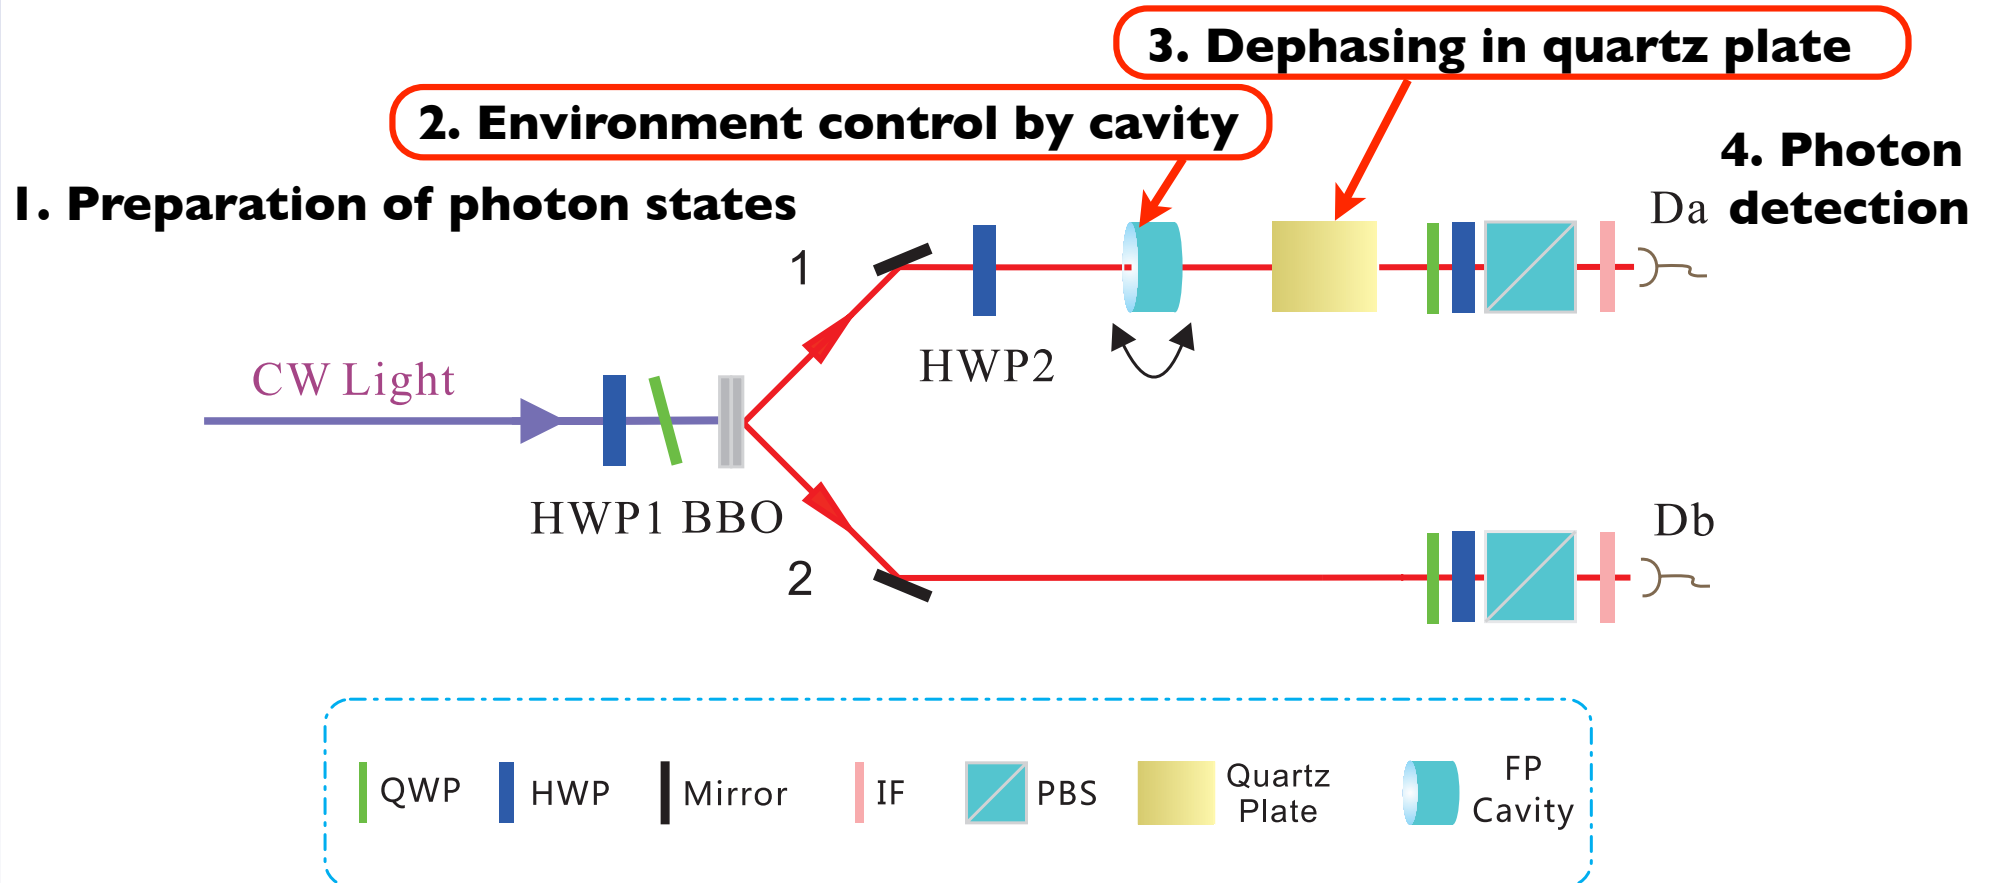 3. Dephasing in quartz plate
2. Environment control by cavity
4. Photon
detection
1. Preparation of photon states
Da
1
HWP2
CW Light
HWP1 BBO
2
Db
QWP
HWP
Mirror
IF
PBS
Quartz
Plate
FP
Cavity